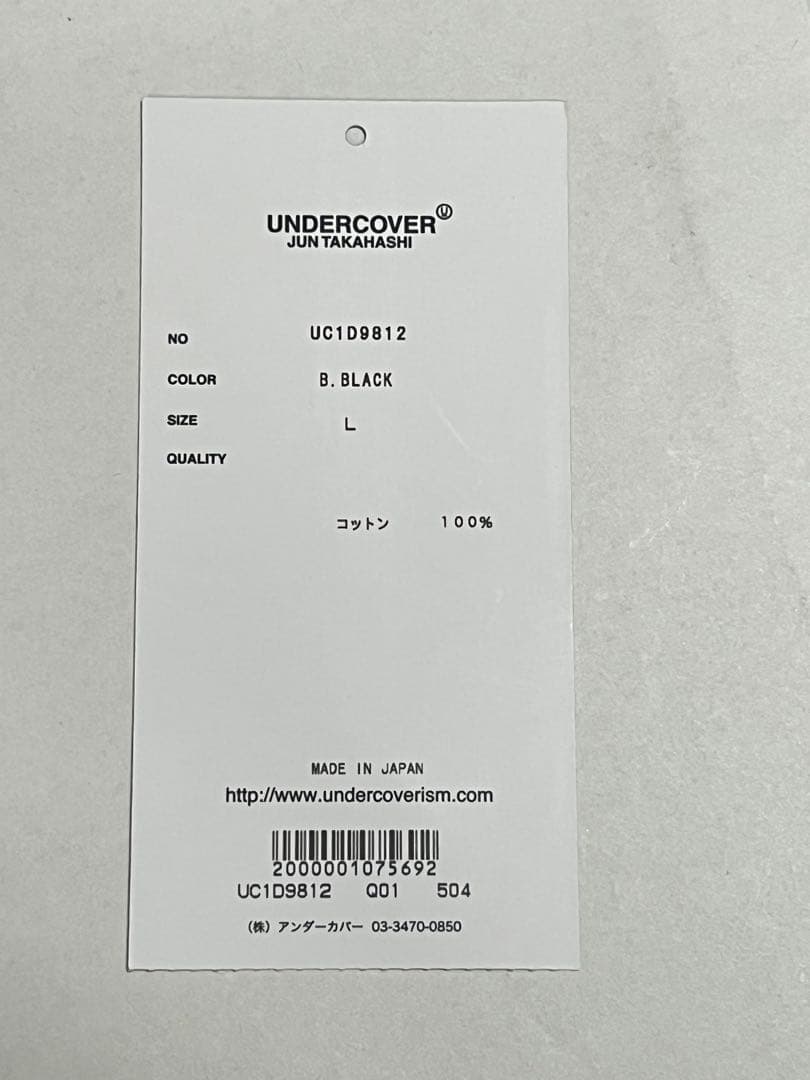 UNDERCOVER Ⓤ
JUN TAKAHASHI
NO UC1D9812
COLOR B.BLACK
SIZE L
QUALITY
コットン 100%
MADE IN JAPAN
http://www.undercoverism.com
2000001075692
UC1D9812 Q01 504
(株) アンダーカバー 03-3470-0850